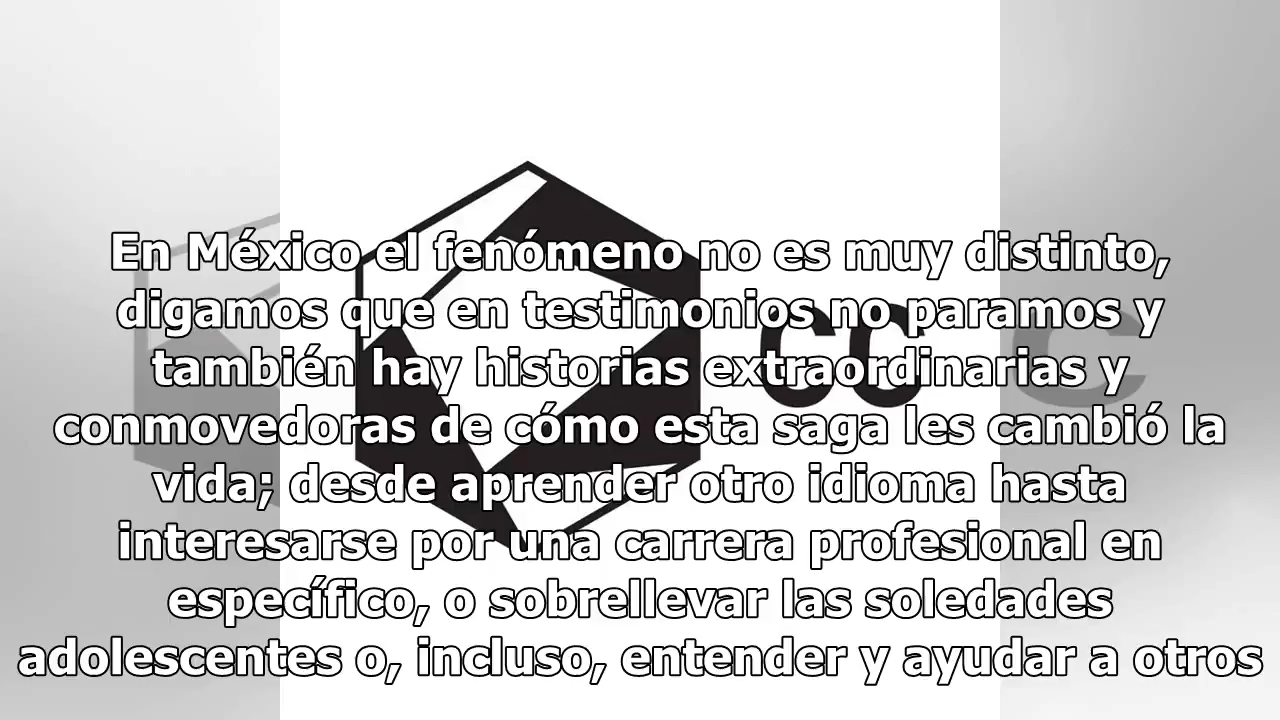 En México el fenómeno no es muy distinto,
digamos que en testimonios no paramos y
también hay historias extraordinarias y
conmovedoras de cómo esta saga les cambió la
vida; desde aprender otro idioma hasta
interesarse por una carrera profesional en
específico, o sobrellevar las soledades
adolescentes o, incluso, entender y ayudar a otros
CC
C